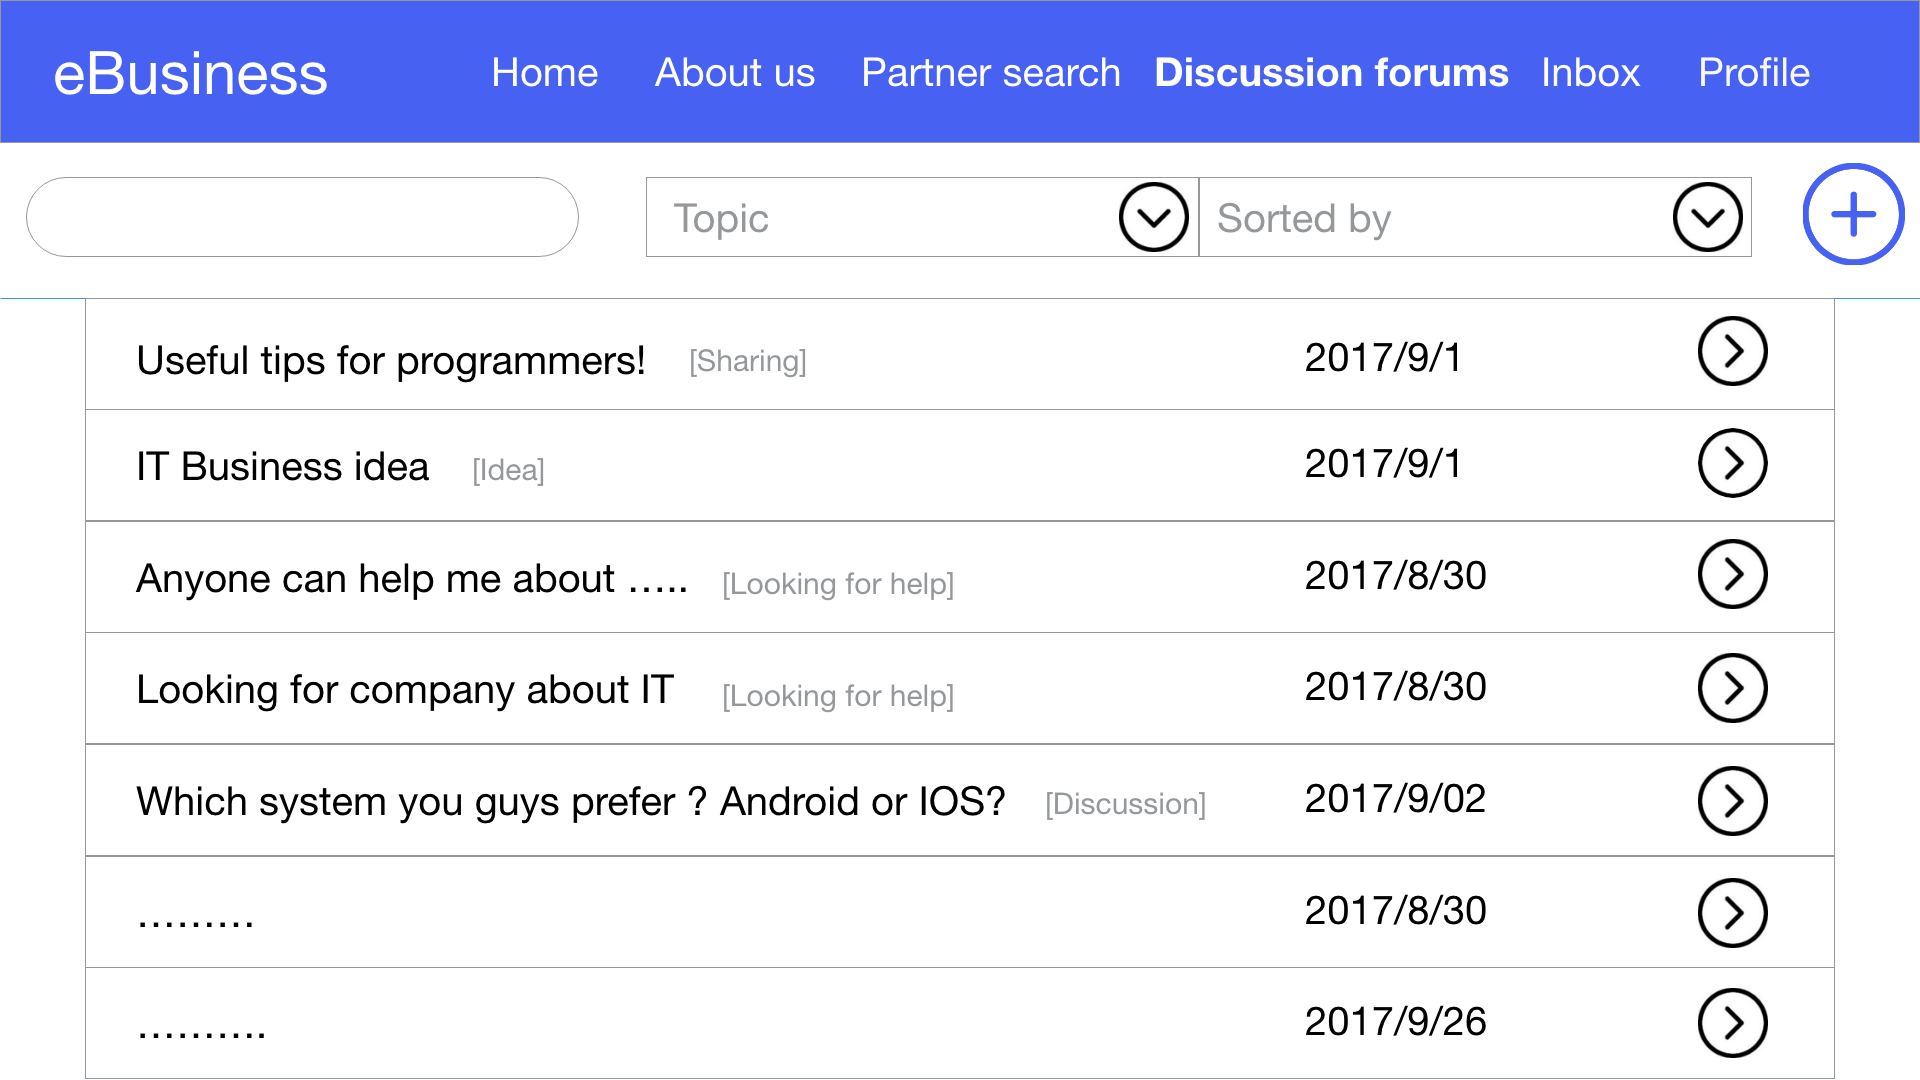 eBusiness Home About us Partner search Discussion forums Inbox Profile
Topic Sorted by
Useful tips for programmers! [Sharing] 2017/9/1
IT Business idea [Idea] 2017/9/1
Anyone can help me about ..... [Looking for help] 2017/8/30
Looking for company about IT [Looking for help] 2017/8/30
Which system you guys prefer ? Android or IOS? [Discussion] 2017/9/02
......... 2017/8/30
.......... 2017/9/26